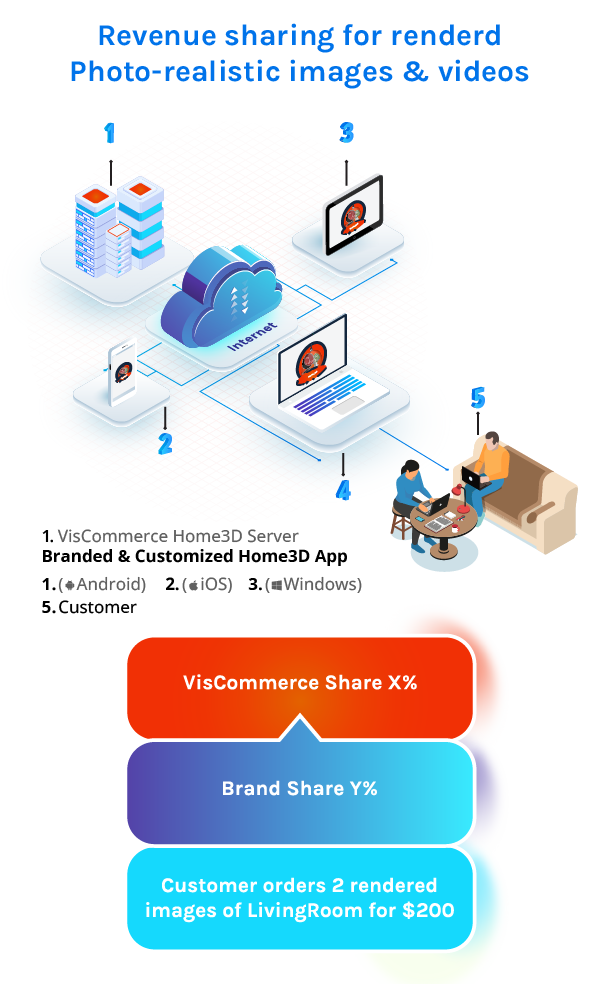 Revenue sharing for renderd
Photo-realistic images & videos
1
3
Internet
5
2
4
1. VisCommerce Home3D Server
Branded & Customized Home3D App
1. (Android) 2. (iOS) 3. (Windows)
5. Customer
VisCommerce Share X%
Brand Share Y%
Customer orders 2 rendered
images of LivingRoom for $200